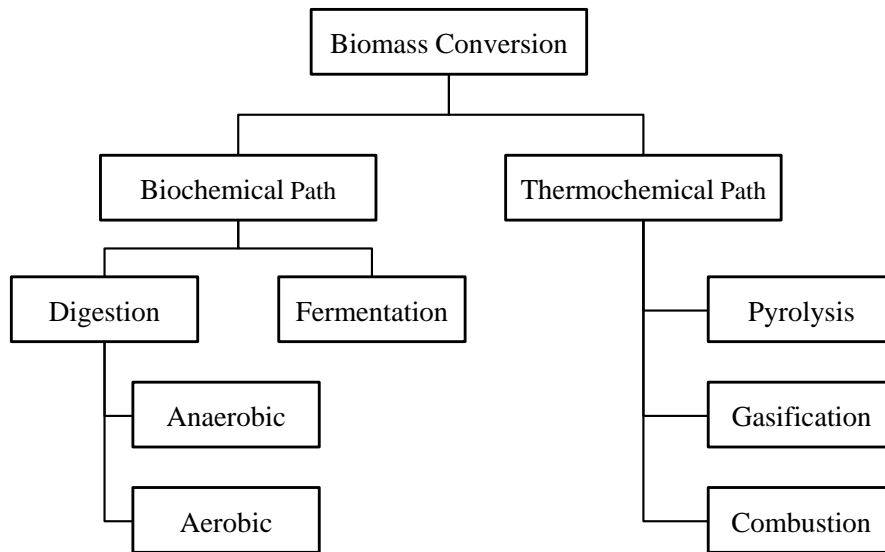 Biomass Conversion
Biochemical Path
Thermochemical Path
Digestion
Fermentation
Pyrolysis
Anaerobic
Gasification
Aerobic
Combustion